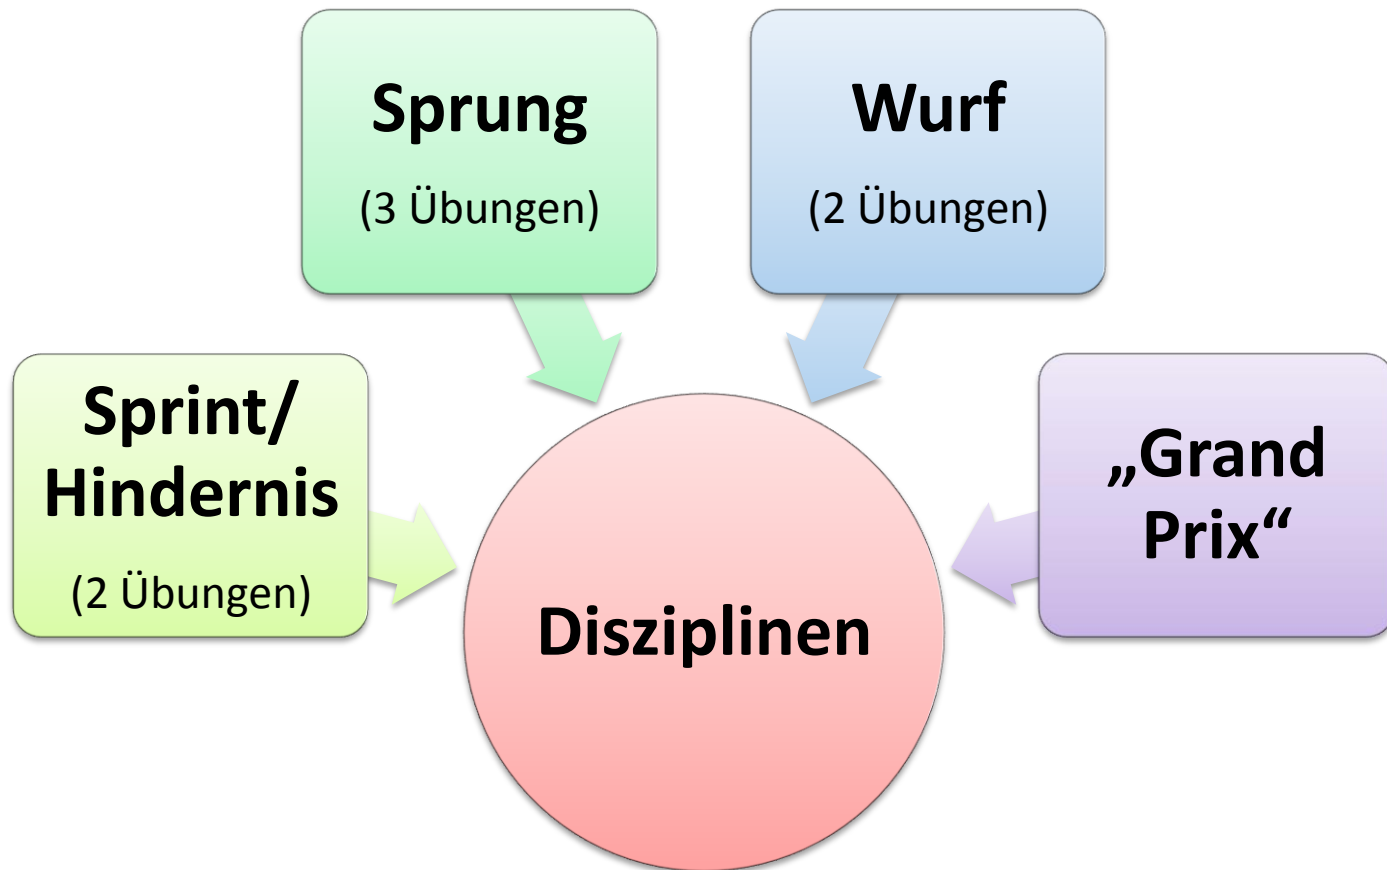 Sprung
(3 Übungen)
Wurf
(2 Übungen)
Sprint/
Hindernis
(2 Übungen)
„Grand
Prix“
Disziplinen